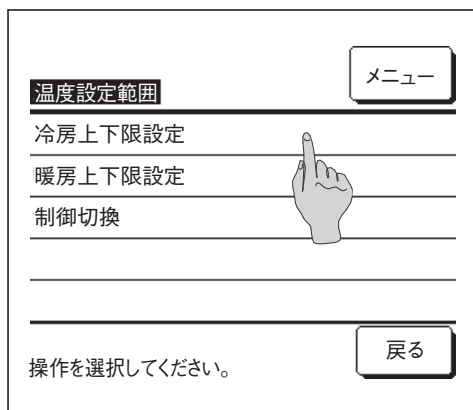 メニュー
温度設定範囲
冷房上下限設定
暖房上下限設定
制御切換
戻る
操作を選択してください。